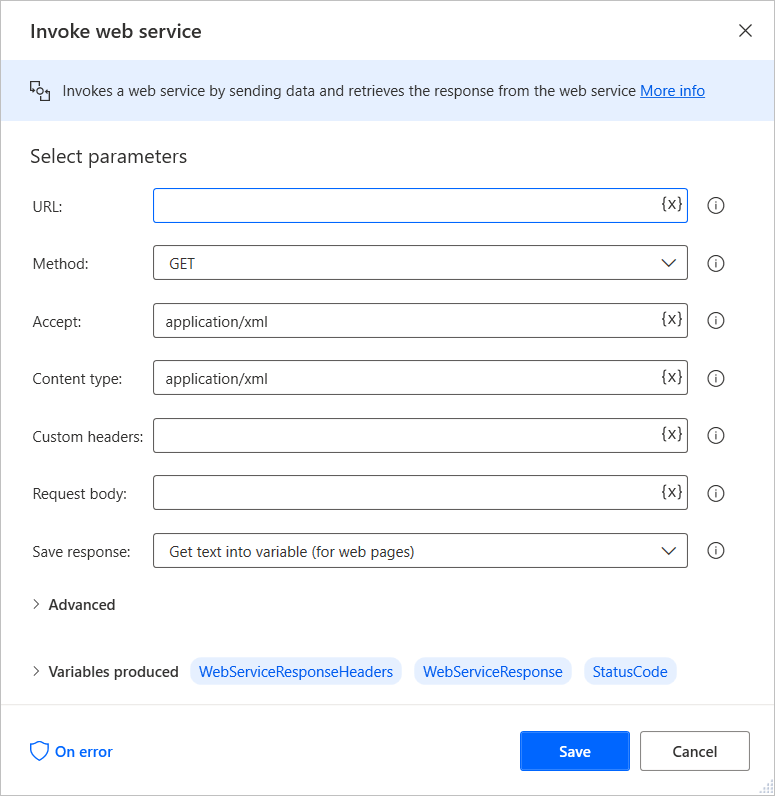 Invoke web service
Invokes a web service by sending data and retrieves the response from the web service More info
Select parameters
URL: {x}
Method: GET
Accept: application/xml {x}
Content type: application/xml {x}
Custom headers: {x}
Request body: {x}
Save response: Get text into variable (for web pages)
Advanced
Variables produced WebServiceResponseHeaders WebServiceResponse StatusCode
On error Save Cancel